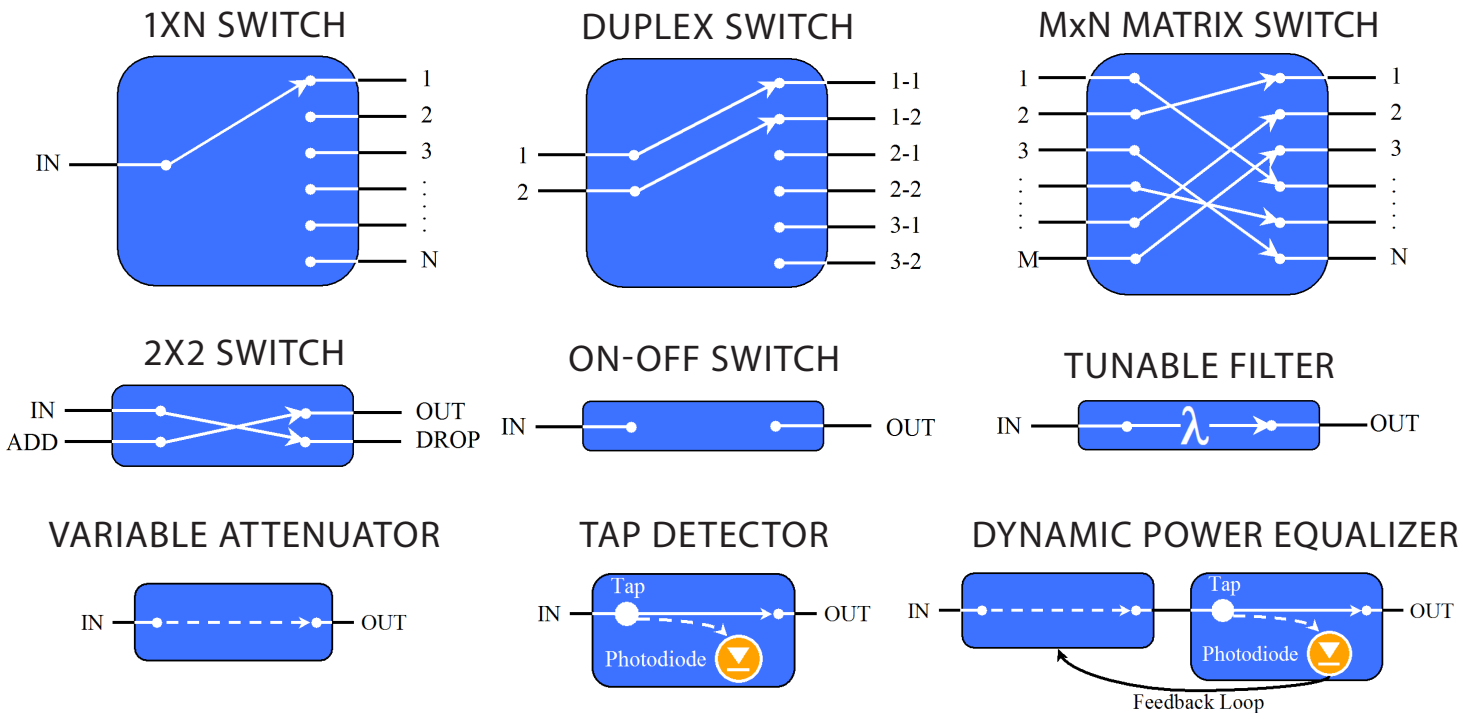 1XN SWITCH
IN
1
2
3
N
DUPLEX SWITCH
1
2
1-1
1-2
2-1
2-2
3-1
3-2
MxN MATRIX SWITCH
1
2
3
M
1
2
3
N
2X2 SWITCH
IN
ADD
OUT
DROP
ON-OFF SWITCH
IN
OUT
TUNABLE FILTER
IN
λ
OUT
VARIABLE ATTENUATOR
IN
OUT
TAP DETECTOR
IN
Tap
OUT
Photodiode
DYNAMIC POWER EQUALIZER
IN
Tap
OUT
Photodiode
Feedback Loop